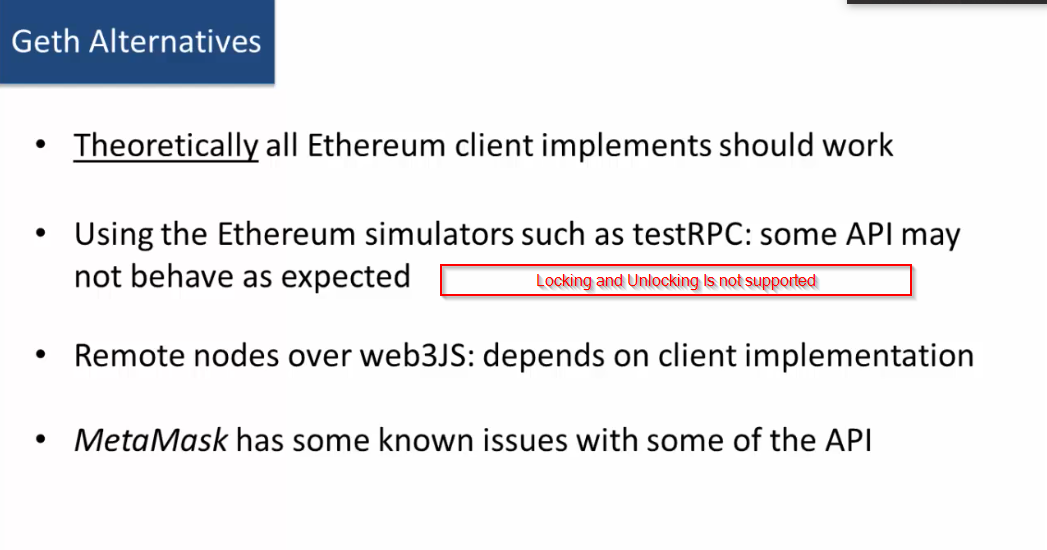 Geth Alternatives
• Theoretically all Ethereum client implements should work
• Using the Ethereum simulators such as testRPC: some API may
not behave as expected
Locking and Unlocking Is not supported
• Remote nodes over web3JS: depends on client implementation
• MetaMask has some known issues with some of the API